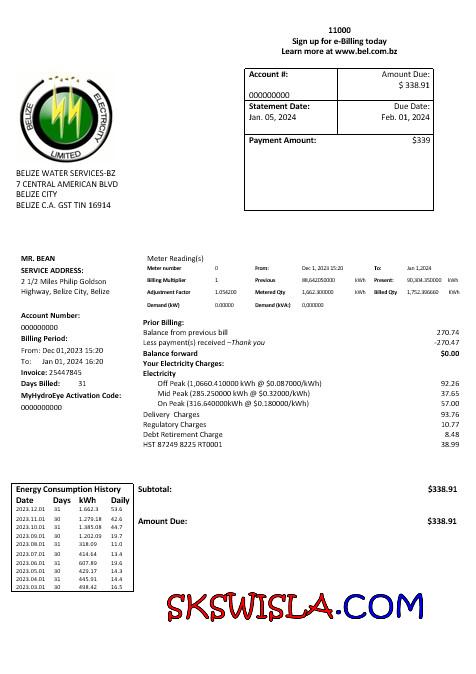 11000
Sign up for e-Billing today
Learn more at www.bel.com.bz
Account #:
000000000
Amount Due:
$ 338.91
Statement Date:
Jan. 05, 2024
Due Date:
Feb. 01, 2024
Payment Amount: $339
BELIZE ELECTRICITY LIMITED
BELIZE WATER SERVICES-BZ
7 CENTRAL AMERICAN BLVD
BELIZE CITY
BELIZE C.A. GST TIN 16914
MR. BEAN
SERVICE ADDRESS:
2 1/2 Miles Philip Goldson
Highway, Belize City, Belize
Account Number:
000000000
Billing Period:
From: Dec 01,2023 15:20
To: Jan 01, 2024 16:20
Invoice: 25447845
Days Billed: 31
MyHydroEye Activation Code:
0000000000
Meter Reading(s)
Meter number 0 From: Dec 1, 2023 15:20 To: Jan 1,2024
Billing Multiplier 1 Previous 88,642050000 kWh Present: 90,304.350000 kWh
Adjustment Factor 1.054200 Metered Qty 1,662.300000 kWh Billed Qty 1,752.396660 kWh
Demand (kW) 0.00000 Demand (kVA:) 0,000000
Prior Billing:
Balance from previous bill 270.74
Less payment(s) received –Thank you -270.47
Balance forward $0.00
Your Electricity Charges:
Electricity
Off Peak (1,0660.410000 kWh @ $0.087000/kWh) 92.26
Mid Peak (285.250000 kWh @ $0.32000/kWh) 37.65
On Peak (316.640000kWh @ $0.180000/kWh) 57.00
Delivery Charges 93.76
Regulatory Charges 10.77
Debt Retirement Charge 8.48
HST 87249 8225 RT0001 38.99
Energy Consumption History
Date Days kWh Daily
2023.12.01 31 1.662.3 53.6
2023.11.01 30 1.279.18 42.6
2023.10.01 31 1.385.08 44.7
2023.09.01 30 1.202.09 19.7
2023.08.01 31 318.09 11.0
2023.07.01 30 414.64 13.4
2023.06.01 31 607.89 19.6
2023.05.01 30 429.17 14.3
2023.04.01 31 445.91 14.4
2023.03.01 30 498.42 16.5
Subtotal: $338.91
Amount Due: $338.91
SKSWISLA.COM